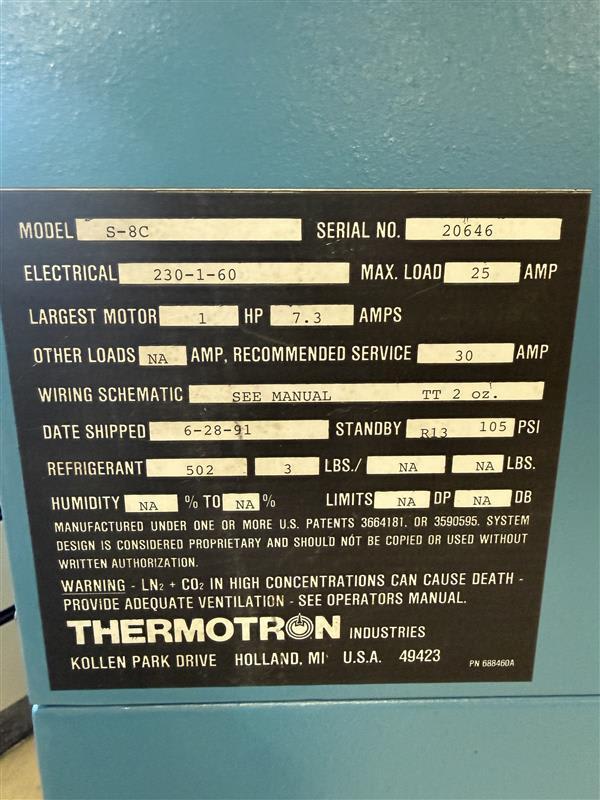 MODEL S-8C SERIAL NO. 20646
ELECTRICAL 230-1-60 MAX. LOAD 25 AMP
LARGEST MOTOR 1 HP 7.3 AMPS
OTHER LOADS NA AMP, RECOMMENDED SERVICE 30 AMP
WIRING SCHEMATIC SEE MANUAL TT 2 oz.
DATE SHIPPED 6-28-91 STANDBY R13 105 PSI
REFRIGERANT 502 3 LBS./ NA NA LBS.
HUMIDITY NA % TO NA % LIMITS NA DP NA DB
MANUFACTURED UNDER ONE OR MORE U.S. PATENTS 3664181, OR 3590595. SYSTEM
DESIGN IS CONSIDERED PROPRIETARY AND SHOULD NOT BE COPIED OR USED WITHOUT
WRITTEN AUTHORIZATION.
WARNING - LN₂ + CO₂ IN HIGH CONCENTRATIONS CAN CAUSE DEATH -
PROVIDE ADEQUATE VENTILATION - SEE OPERATORS MANUAL.
THERMOTRON INDUSTRIES
KOLLEN PARK DRIVE HOLLAND, MI U.S.A. 49423 PN 688460A